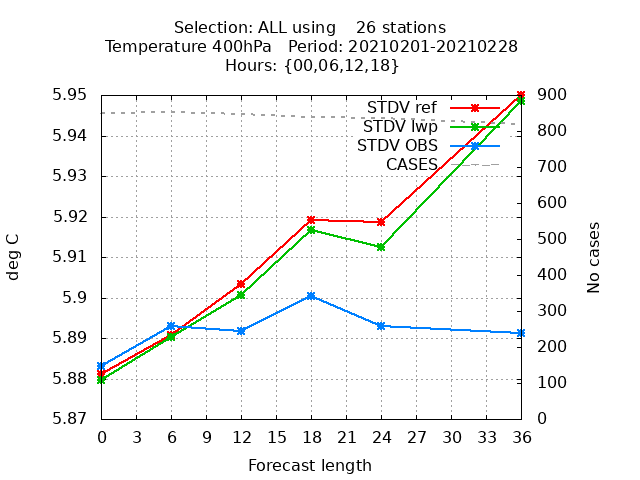 Selection: ALL using    26 stations
Temperature 400hPa   Period: 20210201-20210228
Hours: {00,06,12,18}
STDV ref
STDV lwp
STDV OBS
CASES
5.95
5.94
5.93
5.92
5.91
5.9
5.89
5.88
5.87
deg C
900
800
700
600
500
400
300
200
100
0
No cases
0 3 6 9 12 15 18 21 24 27 30 33 36
Forecast length